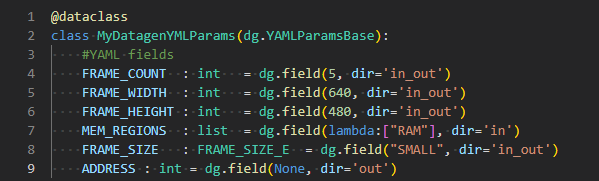 1 @dataclass
2 class MyDatagenYMLParams(dg.YAMLParamsBase):
3     #YAML fields
4     FRAME_COUNT  : int   = dg.field(5, dir='in_out')
5     FRAME_WIDTH  : int   = dg.field(640, dir='in_out')
6     FRAME_HEIGHT : int   = dg.field(480, dir='in_out')
7     MEM_REGIONS  : list  = dg.field(lambda:["RAM"], dir='in')
8     FRAME_SIZE   : FRAME_SIZE_E  = dg.field("SMALL", dir='in_out')
9     ADDRESS : int = dg.field(None, dir='out')